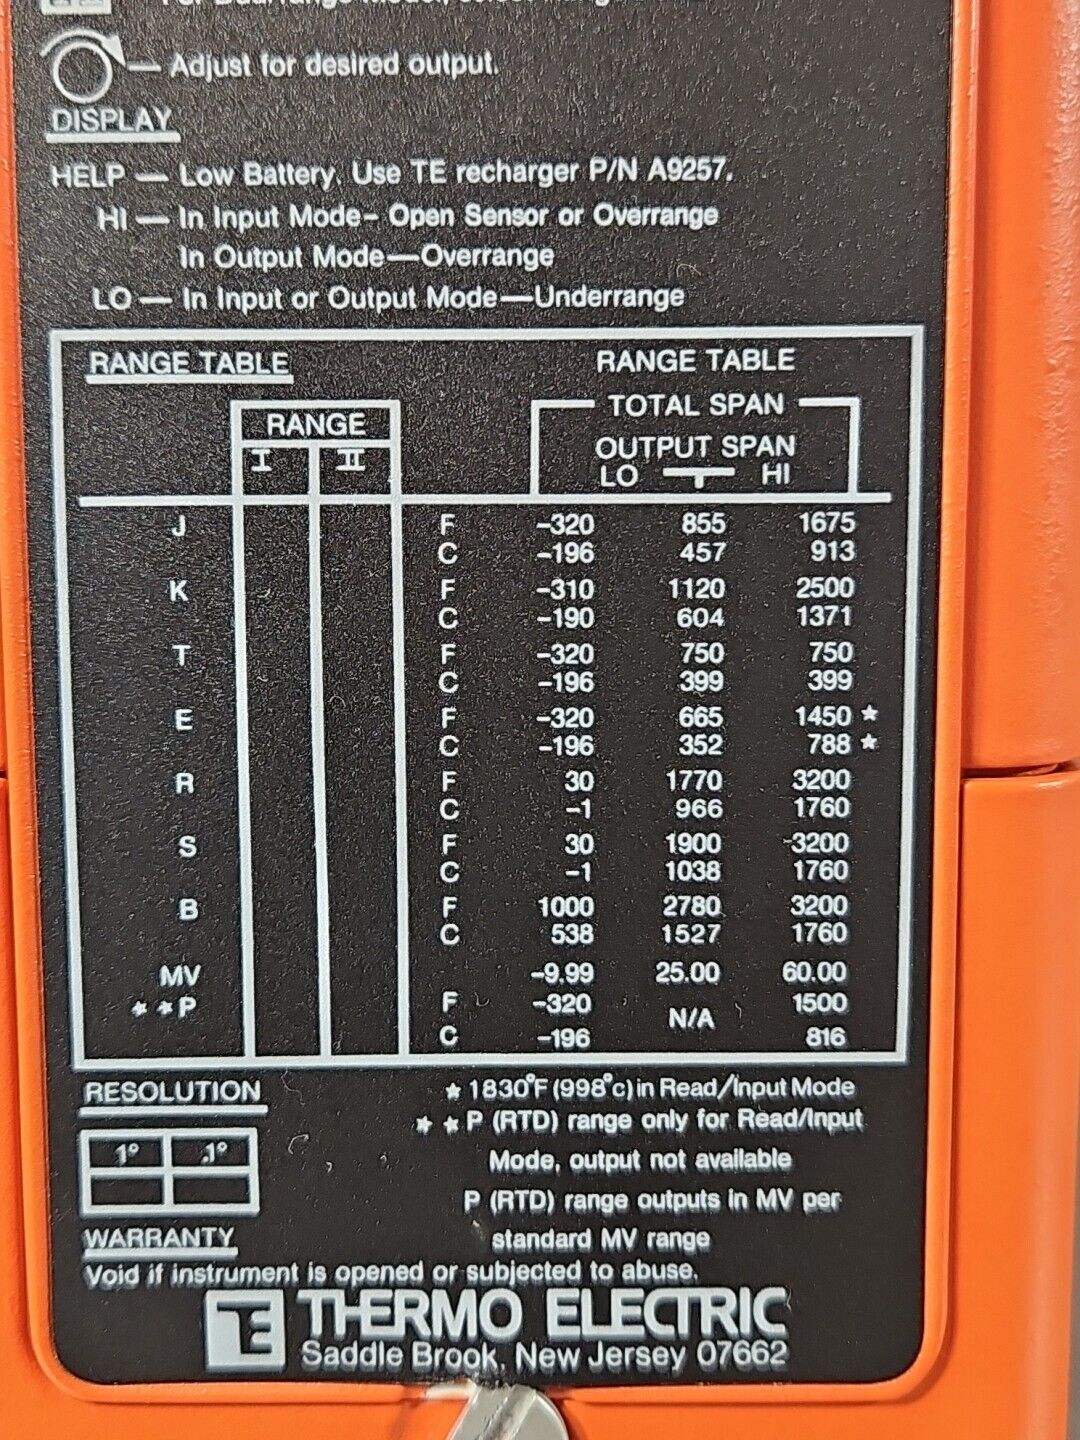 Adjust for desired output.
DISPLAY
HELP — Low Battery. Use TE recharger P/N A9257.
HI — In Input Mode - Open Sensor or Overrange
In Output Mode — Overrange
LO — In Input or Output Mode — Underrange
RANGE TABLE RANGE TABLE
TOTAL SPAN
RANGE
OUTPUT SPAN
I II LO HI
J F -320 855 1675
C -196 457 913
K F -310 1120 2500
C -190 604 1371
T F -320 750 750
C -196 399 399
E F -320 665 1450 *
C -196 352 788 *
R F 30 1770 3200
C -1 966 1760
S F 30 1900 3200
C -1 1038 1760
B F 1000 2780 3200
C 538 1527 1760
MV -9.99 25.00 60.00
* * P F -320 1500
N/A
C -196 816
RESOLUTION * 1830°F (998°c) in Read/Input Mode
* * P (RTD) range only for Read/Input
1° .1° Mode, output not available
P (RTD) range outputs in MV per
WARRANTY standard MV range
Void if instrument is opened or subjected to abuse.
TE THERMO ELECTRIC
Saddle Brook, New Jersey 07662